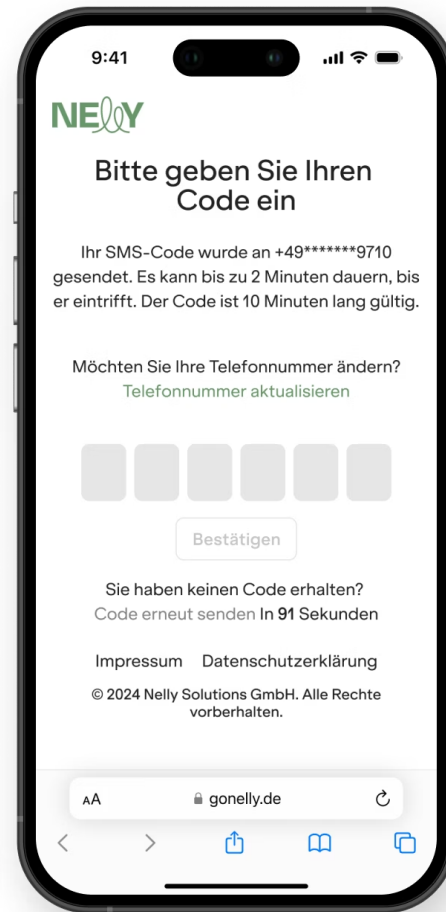 9:41
NEllY
Bitte geben Sie Ihren
Code ein
Ihr SMS-Code wurde an +49*******9710
gesendet. Es kann bis zu 2 Minuten dauern, bis
er eintrifft. Der Code ist 10 Minuten lang gültig.
Möchten Sie Ihre Telefonnummer ändern?
Telefonnummer aktualisieren
Bestätigen
Sie haben keinen Code erhalten?
Code erneut senden In 91 Sekunden
Impressum Datenschutzerklärung
© 2024 Nelly Solutions GmbH. Alle Rechte
vorberhalten.
AA gonelly.de